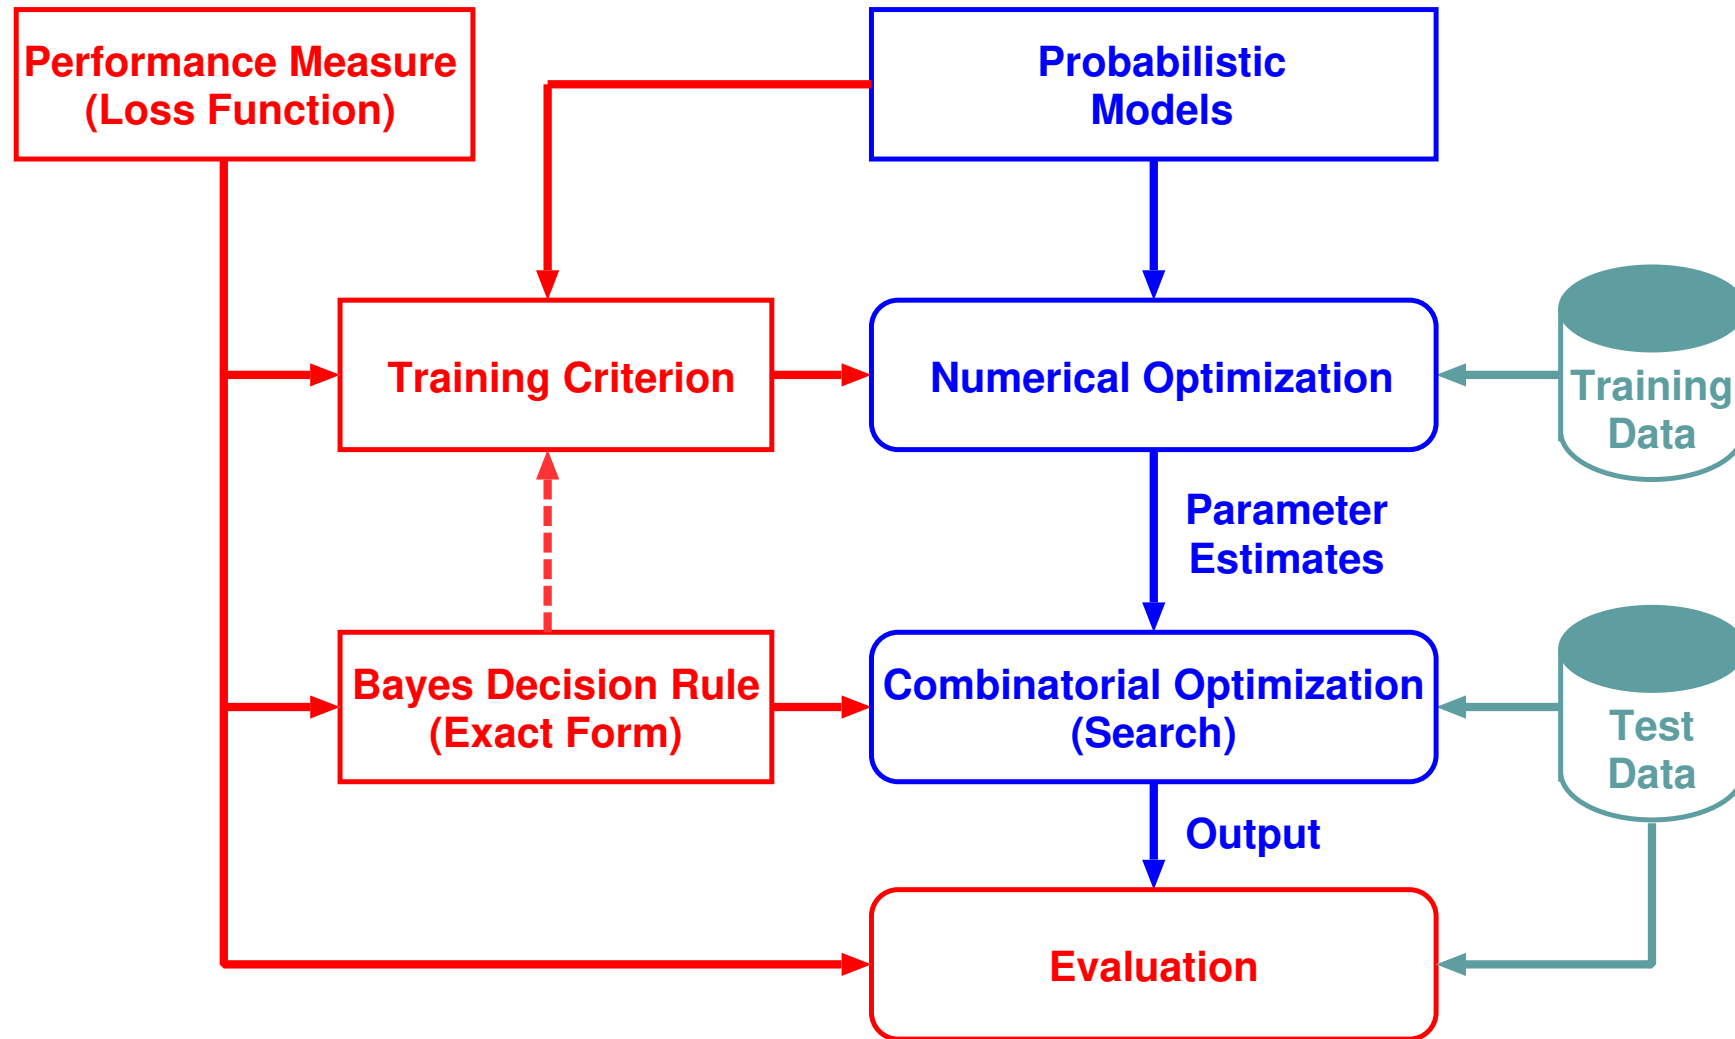 Performance Measure
(Loss Function)
Probabilistic
Models
Training Criterion
Numerical Optimization
Training
Data
Parameter
Estimates
Bayes Decision Rule
(Exact Form)
Combinatorial Optimization
(Search)
Test
Data
Output
Evaluation